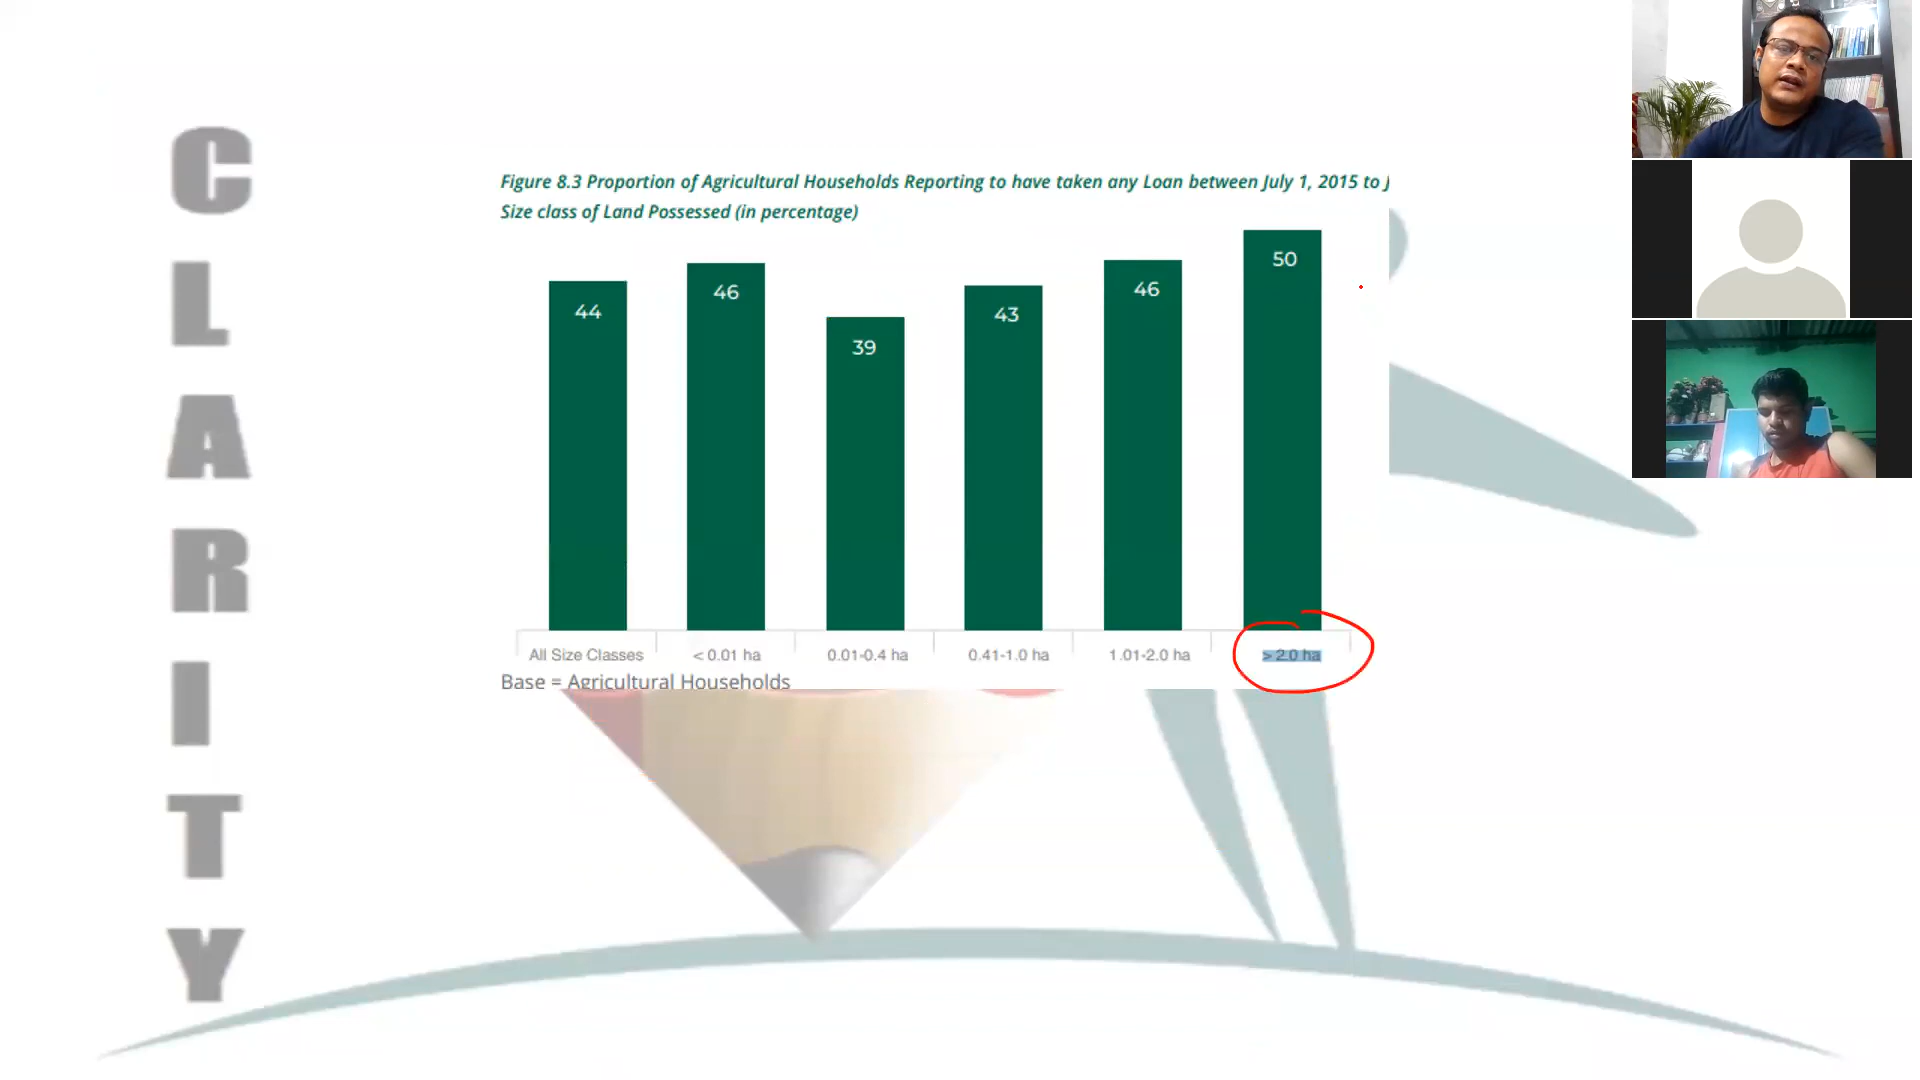 CLARITY
Figure 8.3 Proportion of Agricultural Households Reporting to have taken any Loan between July 1, 2015 to J
Size class of Land Possessed (in percentage)
44
46
39
43
46
50
All Size Classes
< 0.01 ha
0.01-0.4 ha
0.41-1.0 ha
1.01-2.0 ha
> 2.0 ha
Base = Agricultural Households